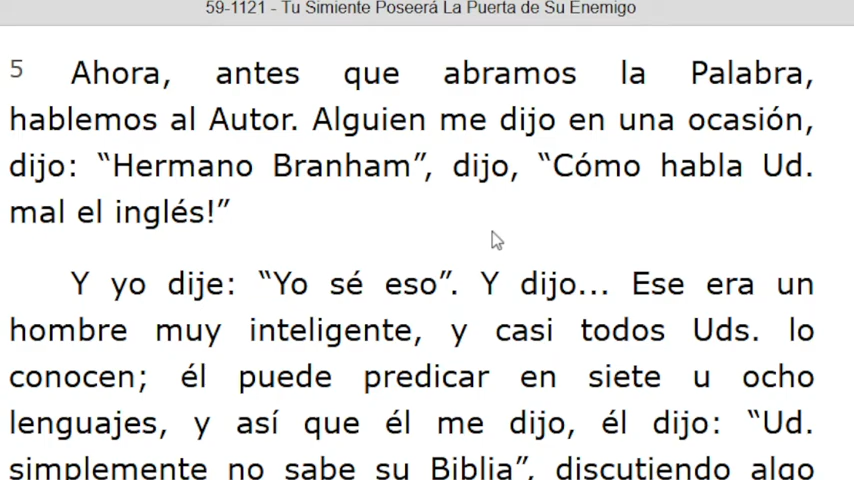 59-1121 - Tu Simiente Poseerá La Puerta de Su Enemigo
5 Ahora, antes que abramos la Palabra,
hablemos al Autor. Alguien me dijo en una ocasión,
dijo: “Hermano Branham”, dijo, “Cómo habla Ud.
mal el inglés!”
Y yo dije: “Yo sé eso”. Y dijo... Ese era un
hombre muy inteligente, y casi todos Uds. lo
conocen; él puede predicar en siete u ocho
lenguajes, y así que él me dijo, él dijo: “Ud.
simplemente no sabe su Biblia”, discutiendo algo